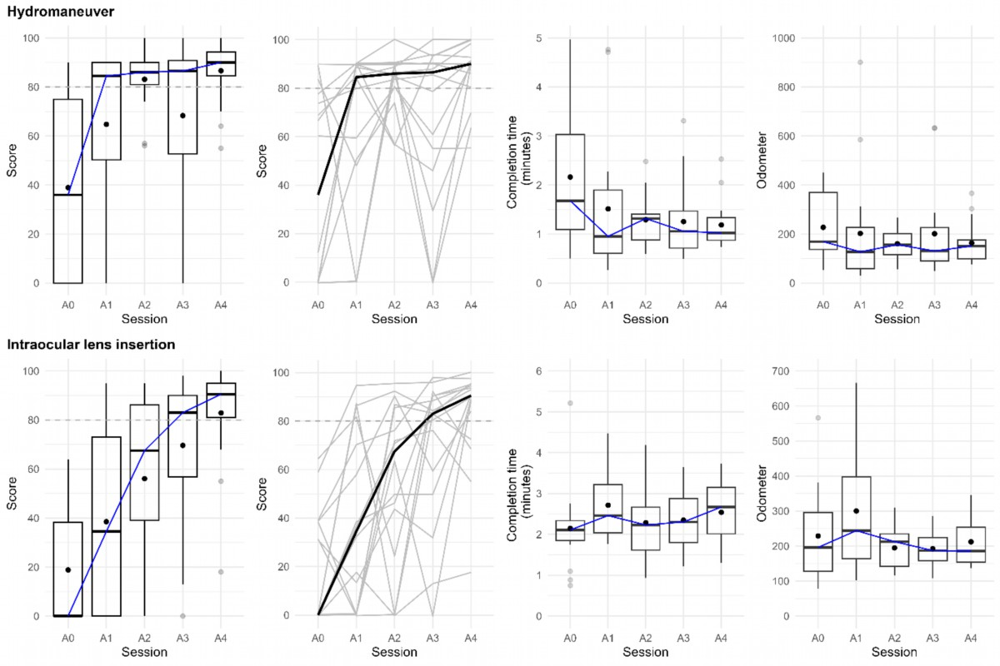 Hydromaneuver
Score
100
80
60
40
20
0
A0 A1 A2 A3 A4
Session
Score
100
80
60
40
20
0
A0 A1 A2 A3 A4
Session
Completion time
(minutes)
5
4
3
2
1
0
A0 A1 A2 A3 A4
Session
Odometer
1000
800
600
400
200
0
A0 A1 A2 A3 A4
Session
Intraocular lens insertion
Score
100
80
60
40
20
0
A0 A1 A2 A3 A4
Session
Score
100
80
60
40
20
0
A0 A1 A2 A3 A4
Session
Completion time
(minutes)
6
5
4
3
2
1
0
A0 A1 A2 A3 A4
Session
Odometer
700
600
500
400
300
200
100
0
A0 A1 A2 A3 A4
Session